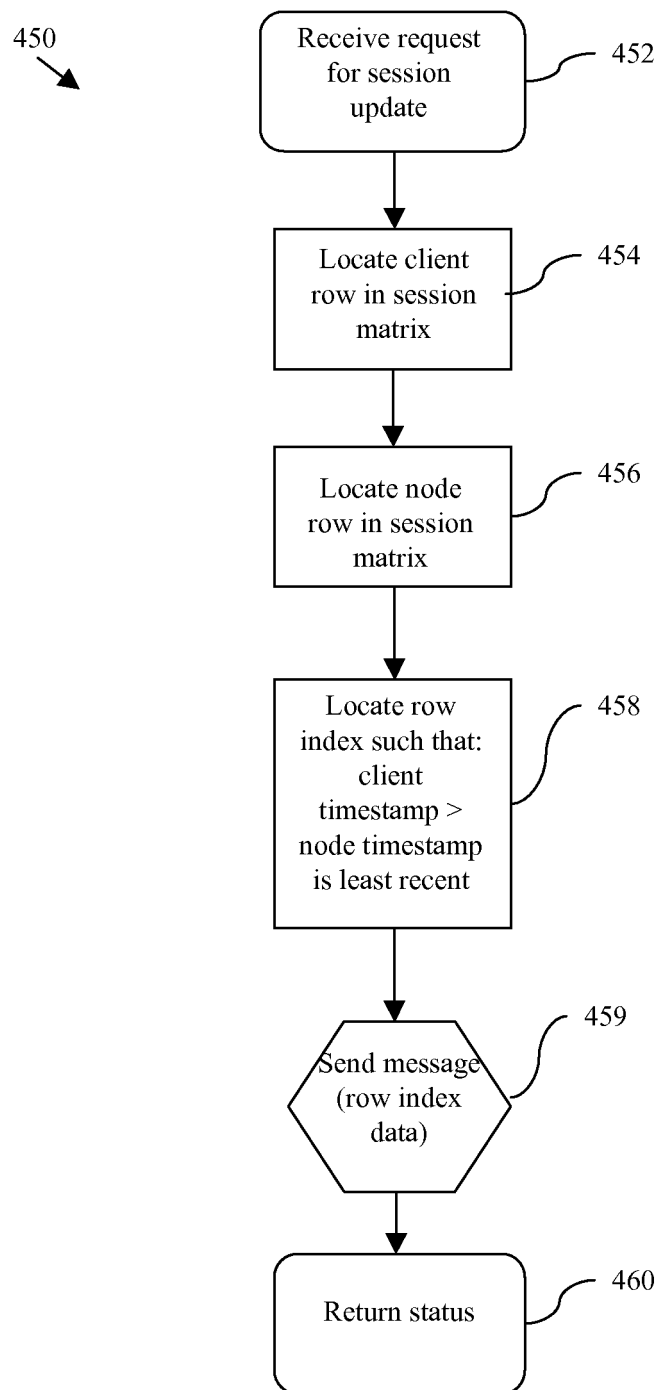 450
Receive request
for session
update
452
Locate client
row in session
matrix
454
Locate node
row in session
matrix
456
Locate row
index such that:
client
timestamp >
node timestamp
is least recent
458
Send message
(row index
data)
459
Return status
460